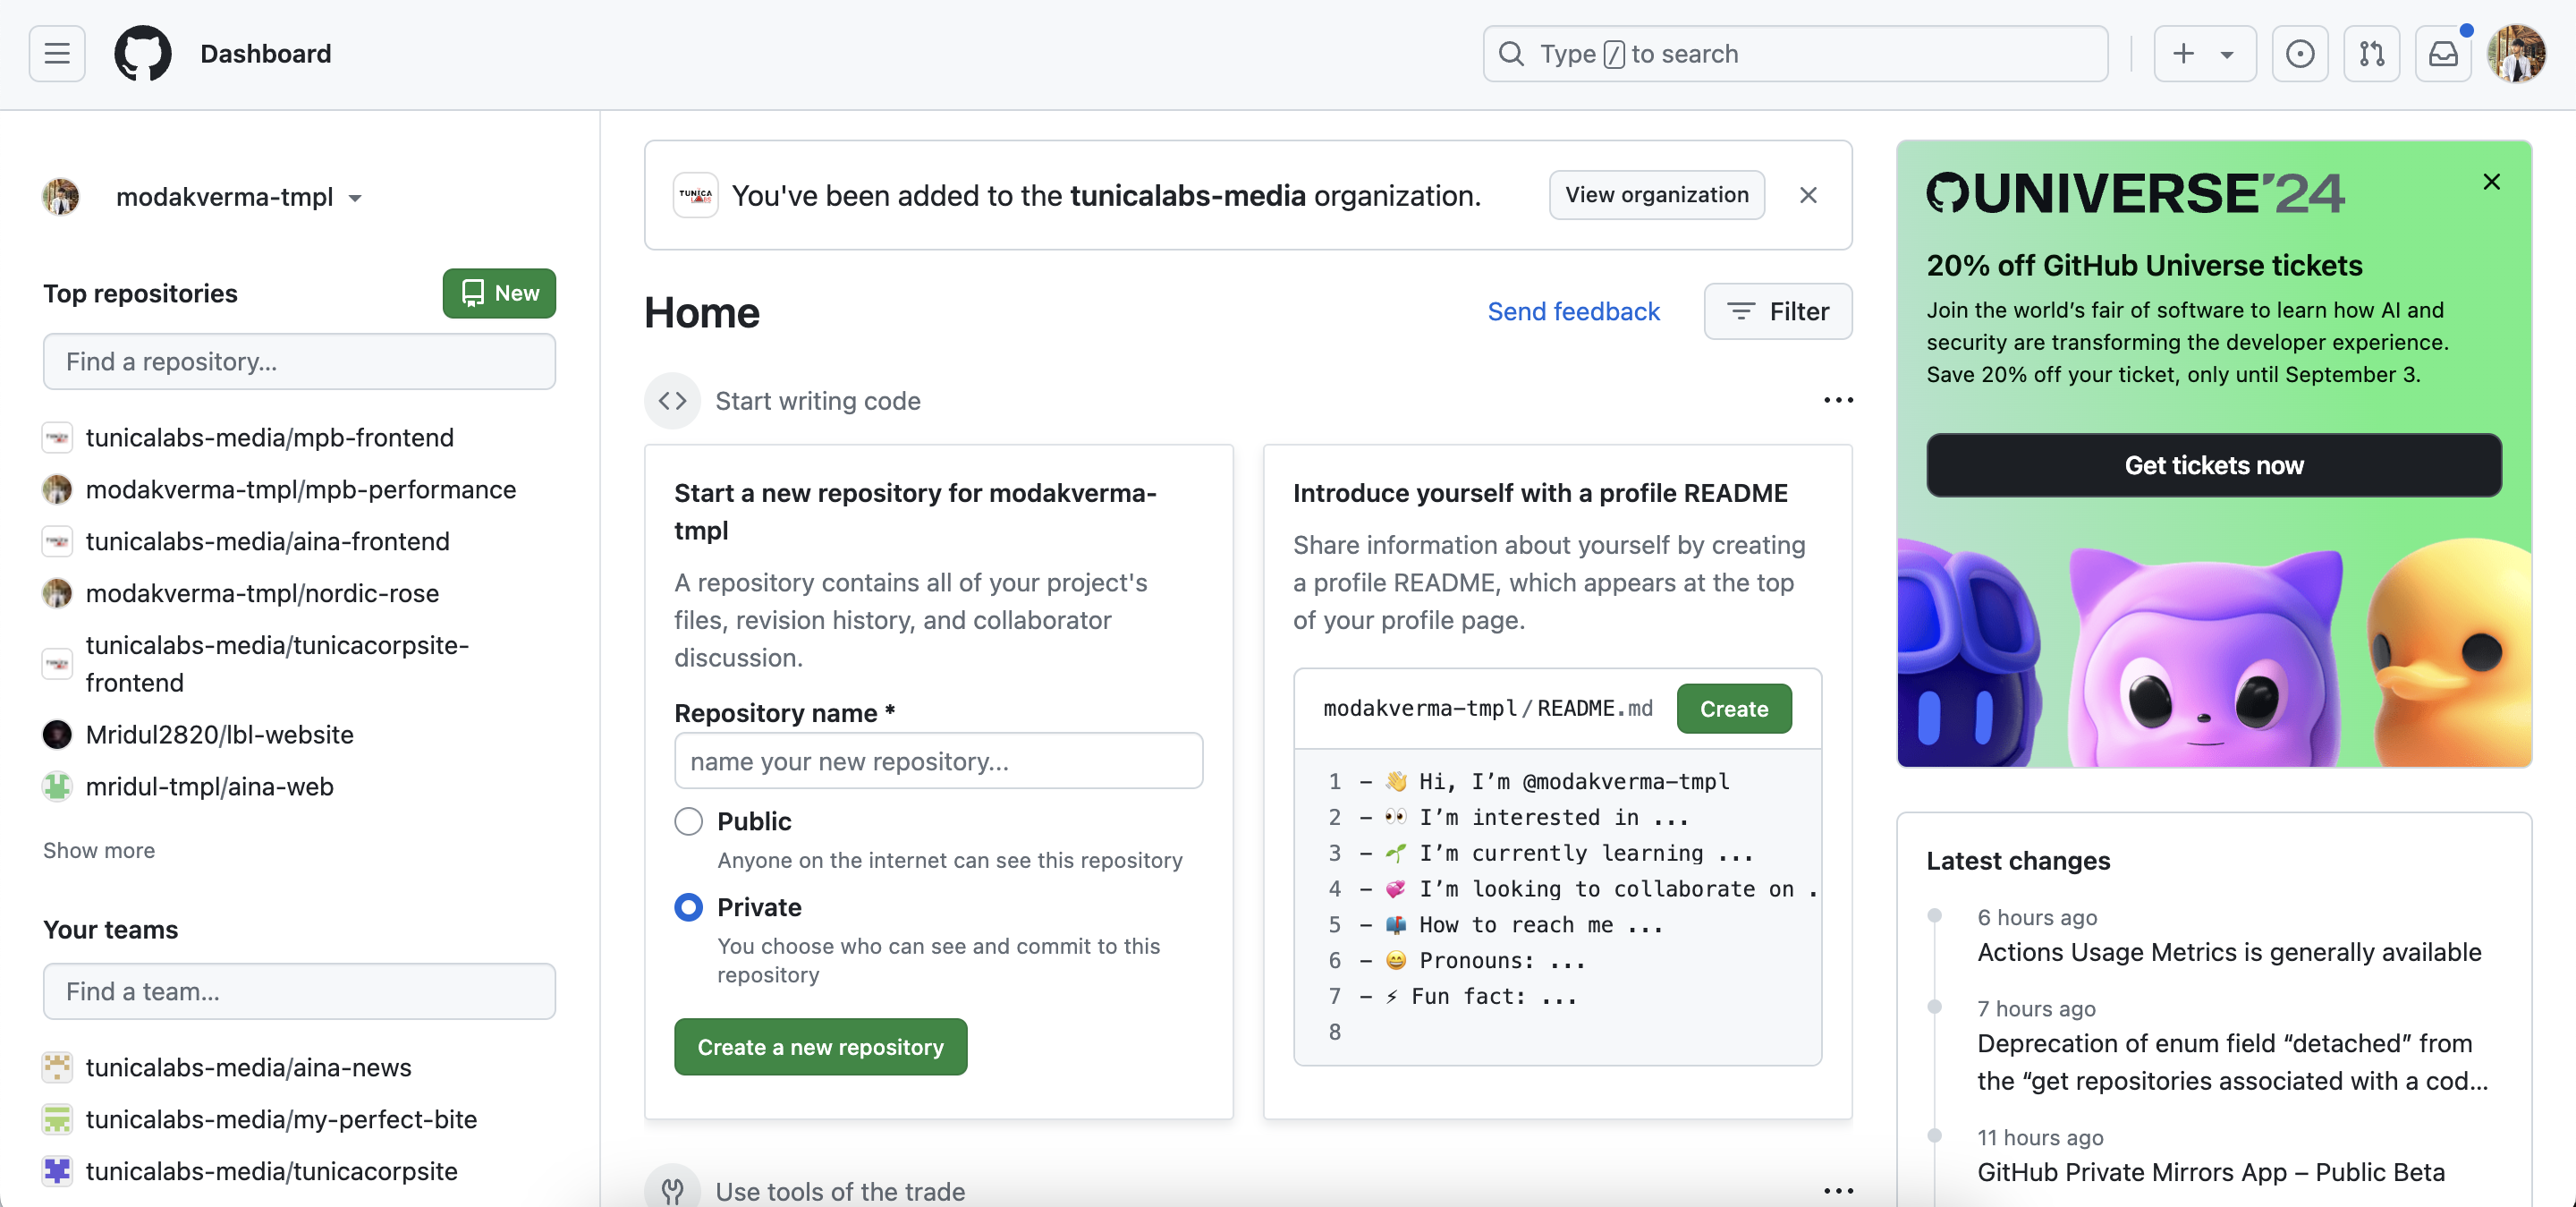 Dashboard
Type / to search
modakverma-tmpl
Top repositories
New
Find a repository...
tunicalabs-media/mpb-frontend
modakverma-tmpl/mpb-performance
tunicalabs-media/aina-frontend
modakverma-tmpl/nordic-rose
tunicalabs-media/tunicacorpsite-
frontend
Mridul2820/lbl-website
mridul-tmpl/aina-web
Show more
Your teams
Find a team...
tunicalabs-media/aina-news
tunicalabs-media/my-perfect-bite
tunicalabs-media/tunicacorpsite
TUNICA
LABS
You've been added to the tunicalabs-media organization.
View organization
Home
Send feedback
Filter
Start writing code
Start a new repository for modakverma-
tmpl
A repository contains all of your project's
files, revision history, and collaborator
discussion.
Repository name *
name your new repository...
Public
Anyone on the internet can see this repository
Private
You choose who can see and commit to this
repository
Create a new repository
Introduce yourself with a profile README
Share information about yourself by creating
a profile README, which appears at the top
of your profile page.
modakverma-tmpl/README.md
Create
1 - 👋 Hi, I’m @modakverma-tmpl
2 - 👀 I’m interested in ...
3 - 🌱 I’m currently learning ...
4 - 💞️ I’m looking to collaborate on .
5 - 📫 How to reach me ...
6 - 😄 Pronouns: ...
7 - ⚡ Fun fact: ...
8
Use tools of the trade
UNIVERSE'24
20% off GitHub Universe tickets
Join the world’s fair of software to learn how AI and
security are transforming the developer experience.
Save 20% off your ticket, only until September 3.
Get tickets now
Latest changes
6 hours ago
Actions Usage Metrics is generally available
7 hours ago
Deprecation of enum field “detached” from
the “get repositories associated with a cod...
11 hours ago
GitHub Private Mirrors App – Public Beta